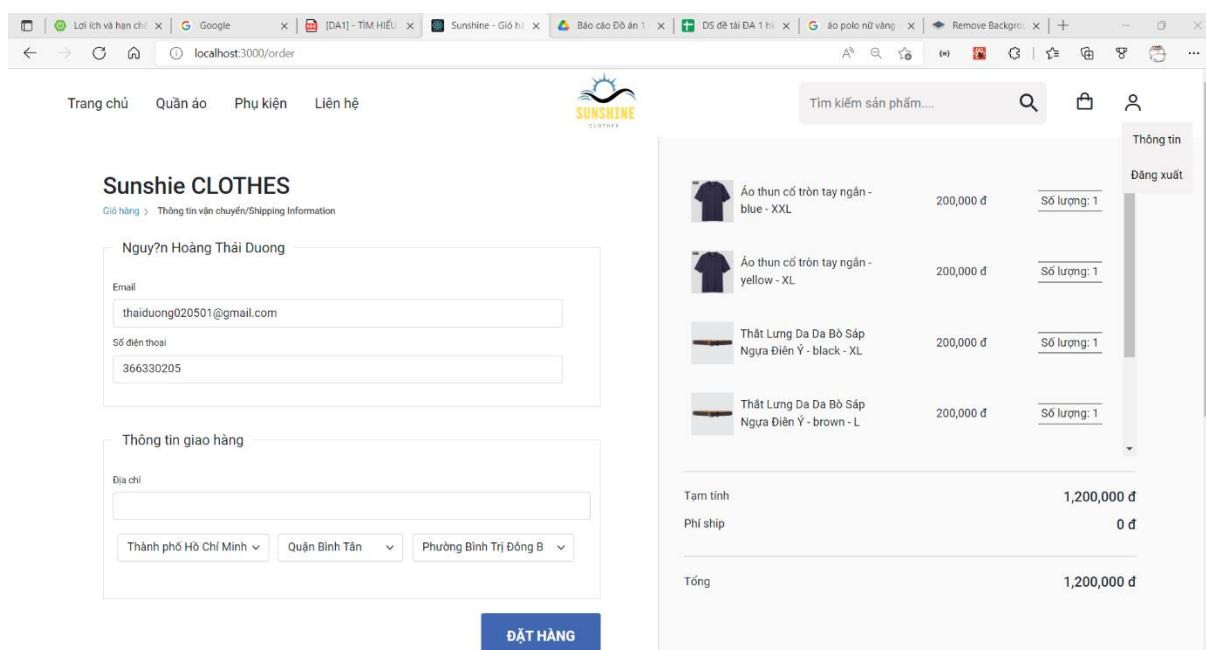 Lơi ích và hạn chế
Google
[DA1] - TÌM HIỂU
Sunshine - Giỏ hà
Báo cáo Đồ án 1
DS đề tài ĐA 1 hk
áo polo nữ vàng
Remove Backgrou
localhost:3000/order
Trang chủ
Quần áo
Phụ kiện
Liên hệ
SUNSHINE
CLOTHES
Tìm kiếm sản phẩm....
Thông tin
Đăng xuất
Sunshie CLOTHES
Giỏ hàng > Thông tin vận chuyển/Shipping Information
Nguy?n Hoàng Thái Duong
Email
thaiduong020501@gmail.com
Số điện thoại
366330205
Thông tin giao hàng
Địa chỉ
Thành phố Hồ Chí Minh
Quận Bình Tân
Phường Bình Trị Đông B
ĐẶT HÀNG
Áo thun cổ tròn tay ngắn -
blue - XXL
200,000 đ
Số lượng: 1
Áo thun cổ tròn tay ngắn -
yellow - XL
200,000 đ
Số lượng: 1
Thắt Lưng Da Da Bò Sáp
Ngựa Điên Ý - black - XL
200,000 đ
Số lượng: 1
Thắt Lưng Da Da Bò Sáp
Ngựa Điên Ý - brown - L
200,000 đ
Số lượng: 1
Tạm tính
1,200,000 đ
Phí ship
0 đ
Tổng
1,200,000 đ